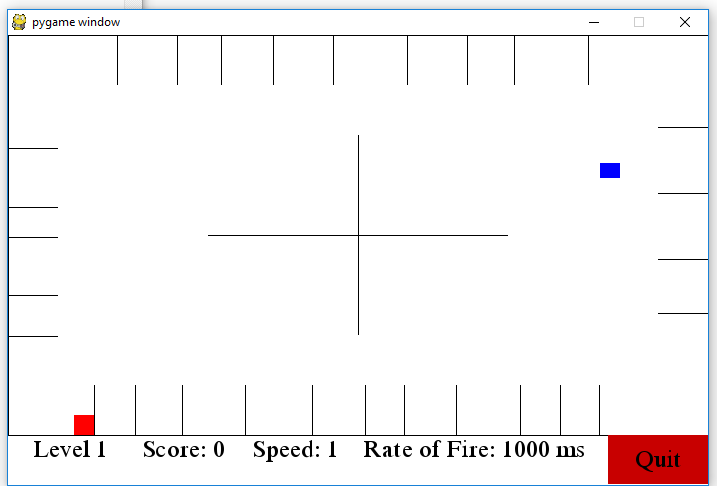 pygame window
Level 1 Score: 0 Speed: 1 Rate of Fire: 1000 ms Quit